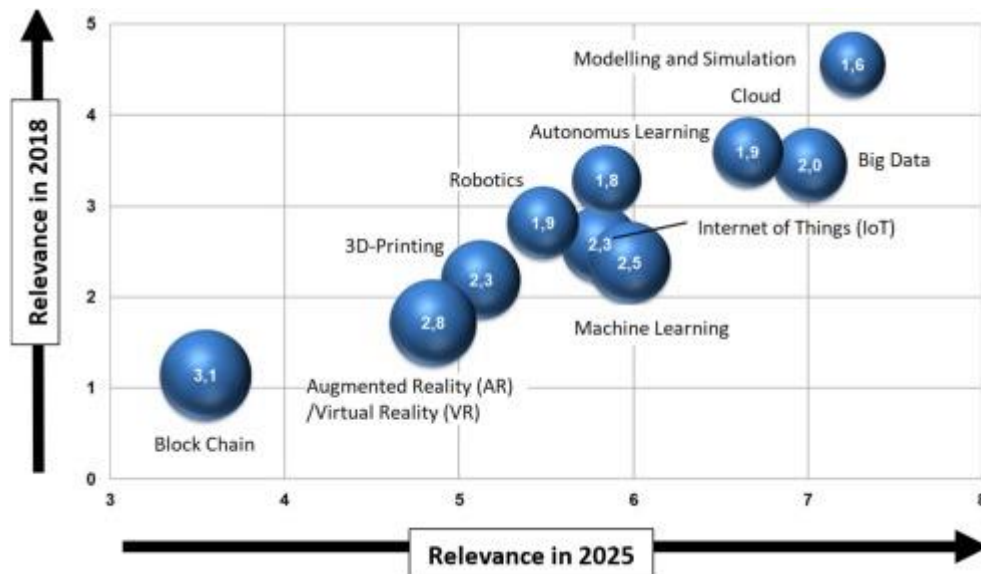 Relevance in 2018
5
4
3
2
1
0
Modelling and Simulation
1,6
Cloud
1,9
2,0
Big Data
Autonomus Learning
1,8
Robotics
1,9
Internet of Things (IoT)
2,3
2,5
Machine Learning
3D-Printing
2,3
2,8
Augmented Reality (AR)
/Virtual Reality (VR)
3,1
Block Chain
3
4
5
6
7
8
Relevance in 2025